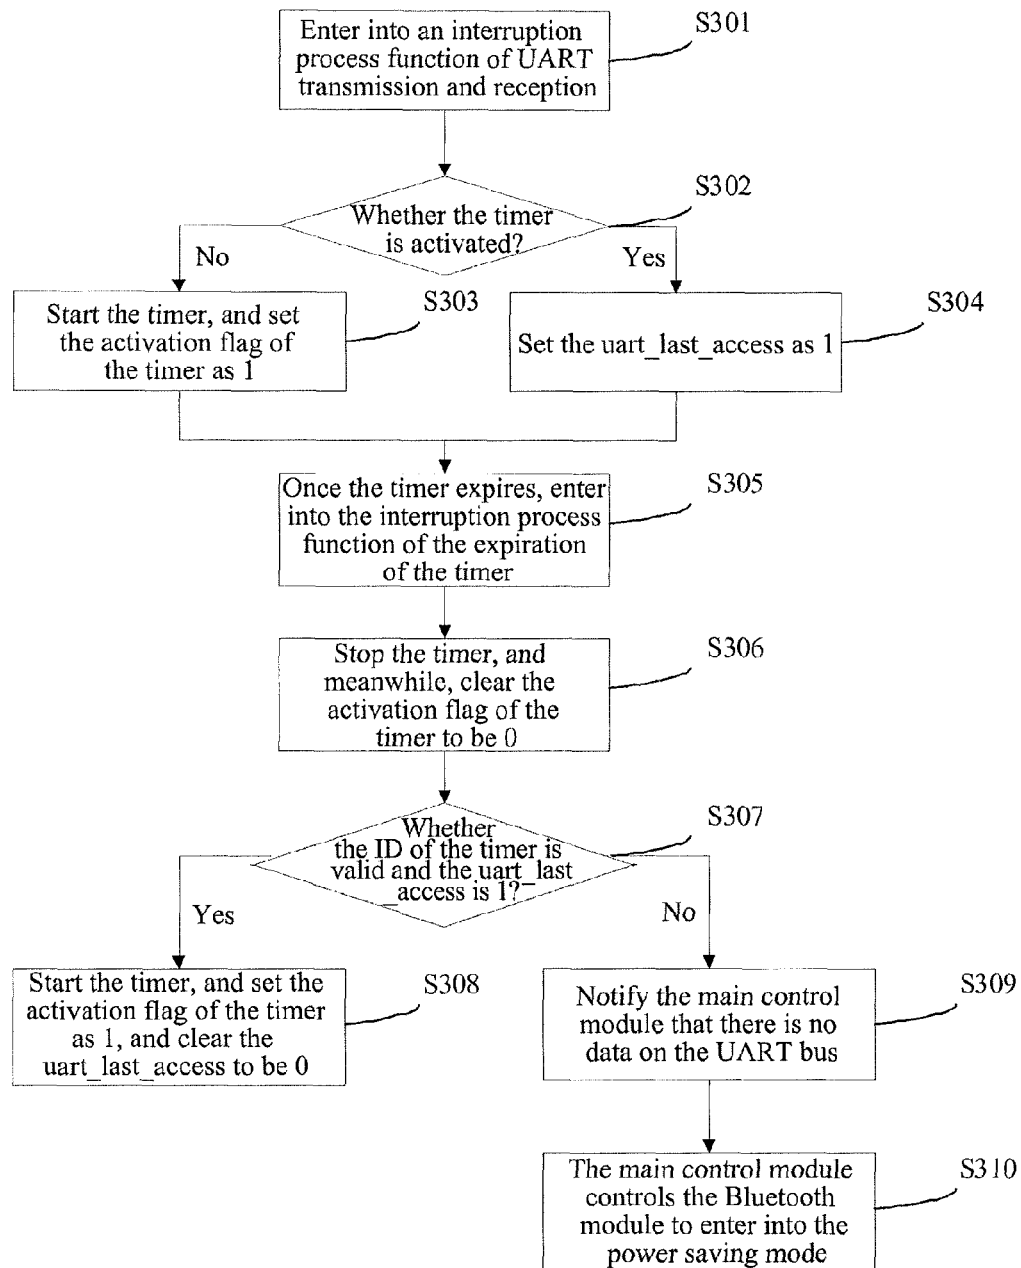 Enter into an interruption
process function of UART
transmission and reception
S301
Whether the timer
is activated?
S302
No
Yes
Start the timer, and set
the activation flag of
the timer as 1
S303
Set the uart_last_access as 1
S304
Once the timer expires, enter
into the interruption process
function of the expiration
of the timer
S305
Stop the timer, and
meanwhile, clear the
activation flag of the
timer to be 0
S306
Whether
the ID of the timer is
valid and the uart_last
_access is 1?
S307
Yes
No
Start the timer, and set the
activation flag of the timer
as 1, and clear the
uart_last_access to be 0
S308
Notify the main control
module that there is no
data on the UART bus
S309
The main control module
controls the Bluetooth
module to enter into the
power saving mode
S310